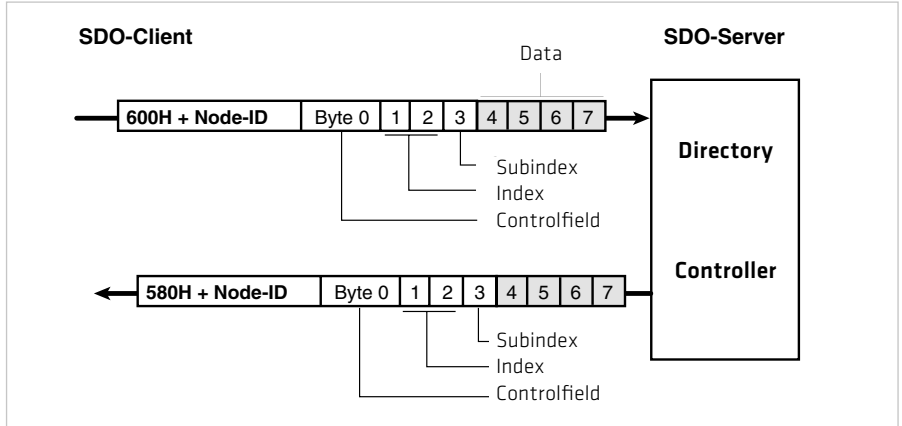 SDO-Client SDO-Server
Data
600H + Node-ID Byte 0 1 2 3 4 5 6 7
Directory
Subindex
Index
Controlfield
Controller
580H + Node-ID Byte 0 1 2 3 4 5 6 7
Subindex
Index
Controlfield